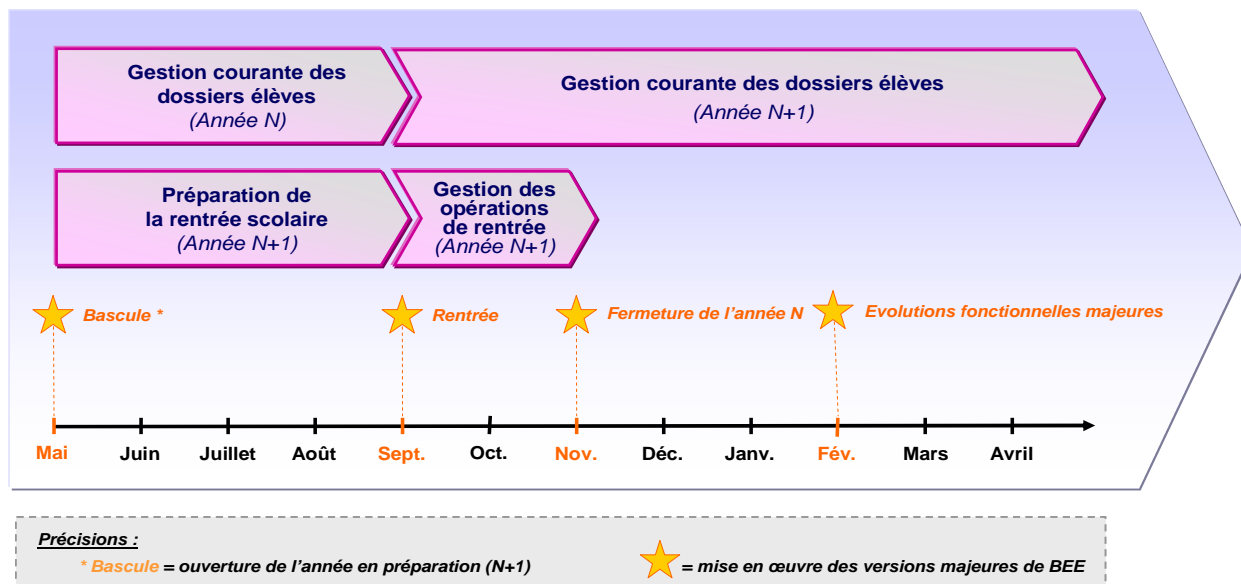 Gestion courante des
dossiers élèves
(Année N)
Gestion courante des dossiers élèves
(Année N+1)
Préparation de
la rentrée scolaire
(Année N+1)
Gestion des
opérations
de rentrée
(Année N+1)
Bascule *
Rentrée
Fermeture de l'année N
Evolutions fonctionnelles majeures
Mai Juin Juillet Août Sept. Oct. Nov. Déc. Janv. Fév. Mars Avril
Précisions :
* Bascule = ouverture de l'année en préparation (N+1)
= mise en œuvre des versions majeures de BEE